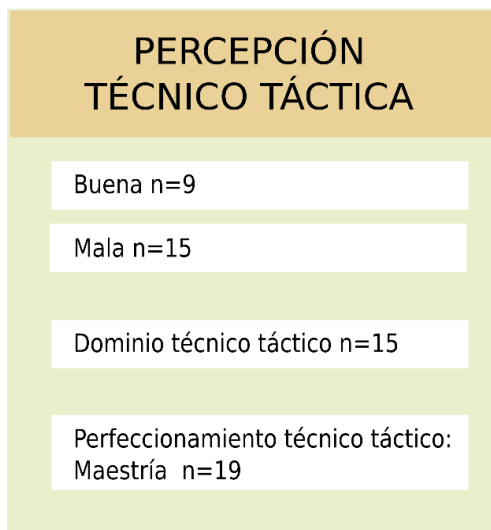 PERCEPCIÓN
TÉCNICO TÁCTICA
Buena n=9
Mala n=15
Dominio técnico táctico n=15
Perfeccionamiento técnico táctico:
Maestría  n=19